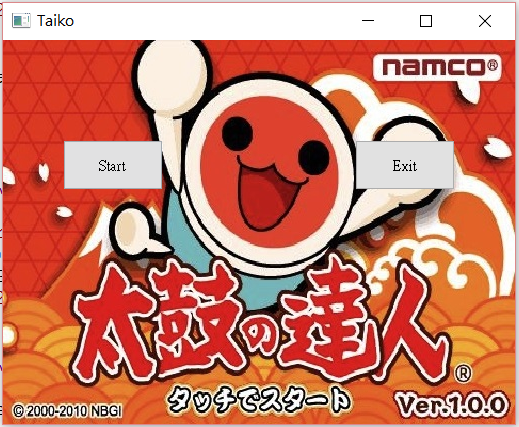 Taiko
namco®
Start
Exit
太鼓の達人®
タッチでスタート
© 2000-2010 NBGI
Ver.1.0.0